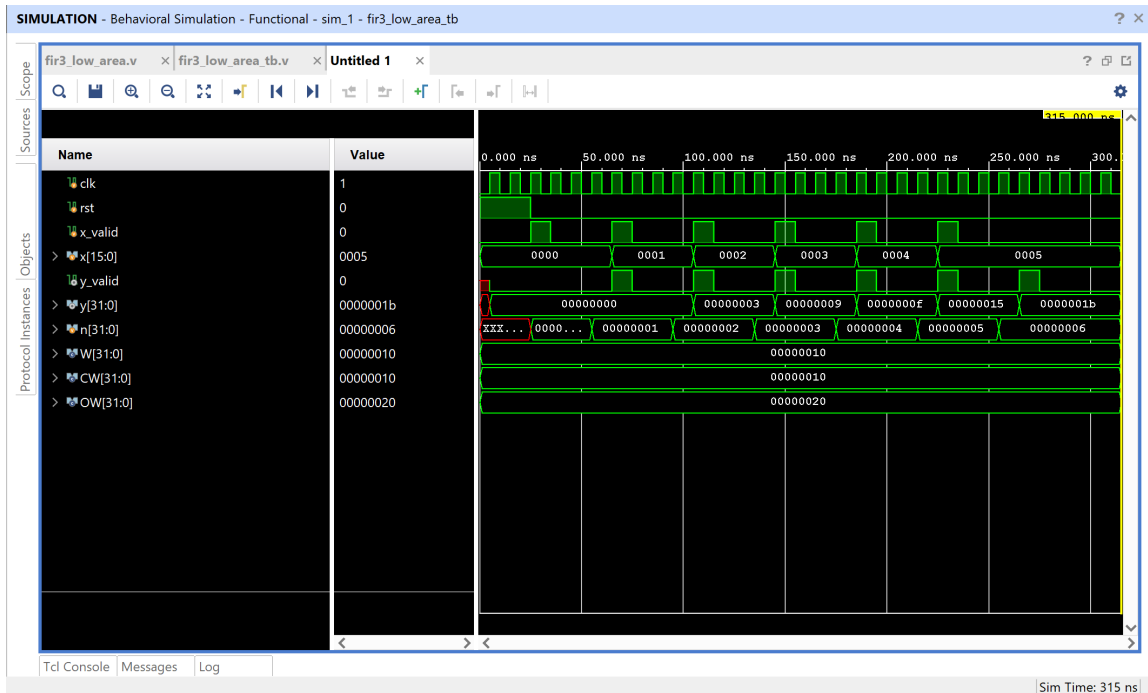 SIMULATION - Behavioral Simulation - Functional - sim_1 - fir3_low_area_tb
? ×
Scope
Sources
Objects
Protocol Instances
fir3_low_area.v ×
fir3_low_area_tb.v ×
Untitled 1 ×
?
315.000 ns
Name Value
0.000 ns 50.000 ns 100.000 ns 150.000 ns 200.000 ns 250.000 ns 300.
clk 1
rst 0
x_valid 0
x[15:0] 0005 0000 0001 0002 0003 0004 0005
y_valid 0
y[31:0] 0000001b 00000000 00000003 00000009 0000000f 00000015 0000001b
n[31:0] 00000006 XXX... 0000... 00000001 00000002 00000003 00000004 00000005 00000006
W[31:0] 00000010 00000010
CW[31:0] 00000010 00000010
OW[31:0] 00000020 00000020
Tcl Console Messages Log
Sim Time: 315 ns